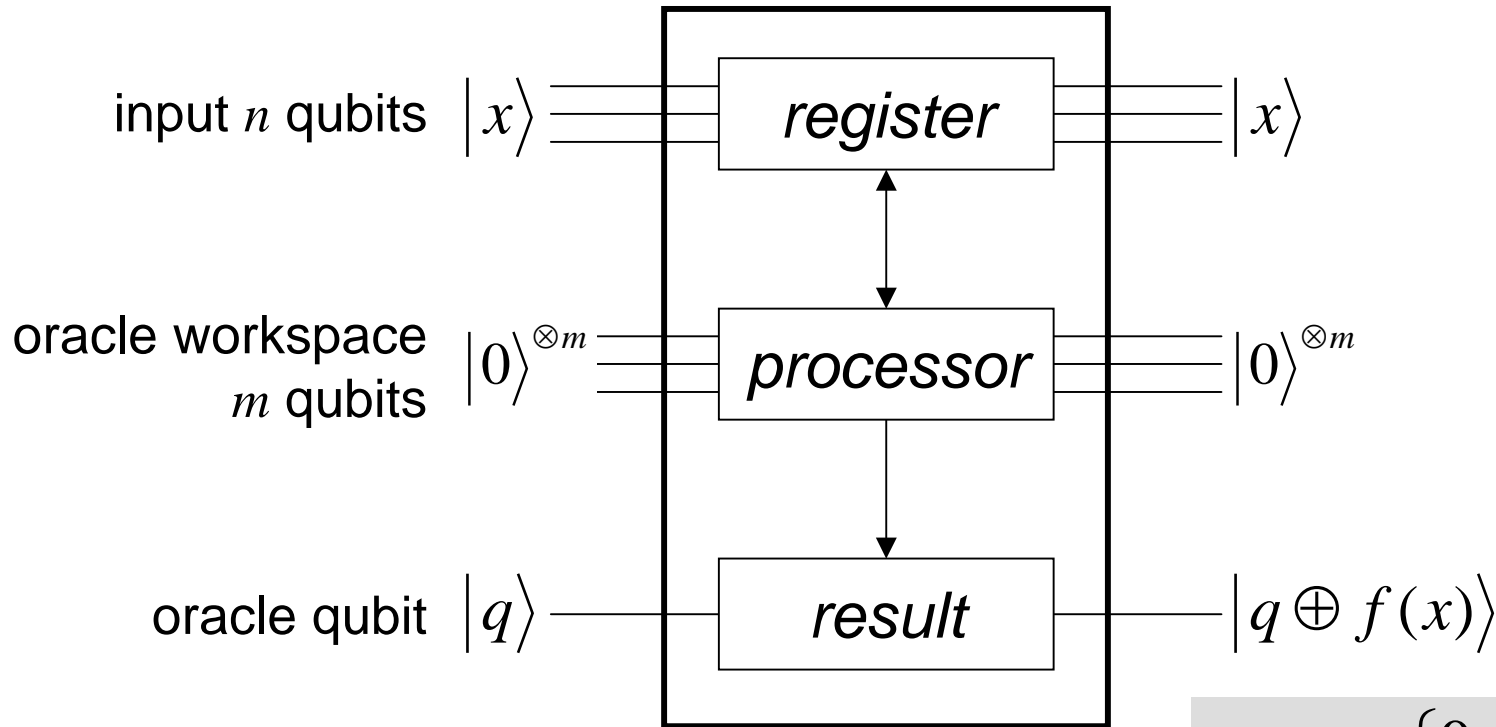 input n qubits |x⟩ register |x⟩
oracle workspace
m qubits |0⟩^{⊗m} processor |0⟩^{⊗m}
oracle qubit |q⟩ result |q ⊕ f(x)⟩